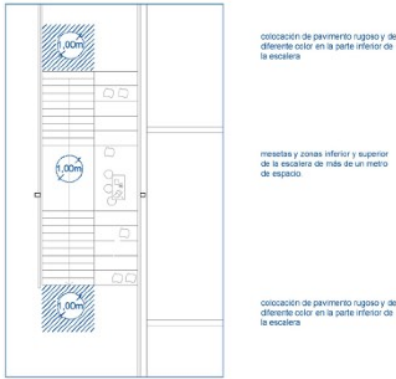 1,00m
colocación de pavimento rugoso y de
diferente color en la parte inferior de
la escalera
1,00m
mesetas y zonas inferior y superior
de la escalera de más de un metro
de espacio.
1,00m
colocación de pavimento rugoso y de
diferente color en la parte inferior de
la escalera